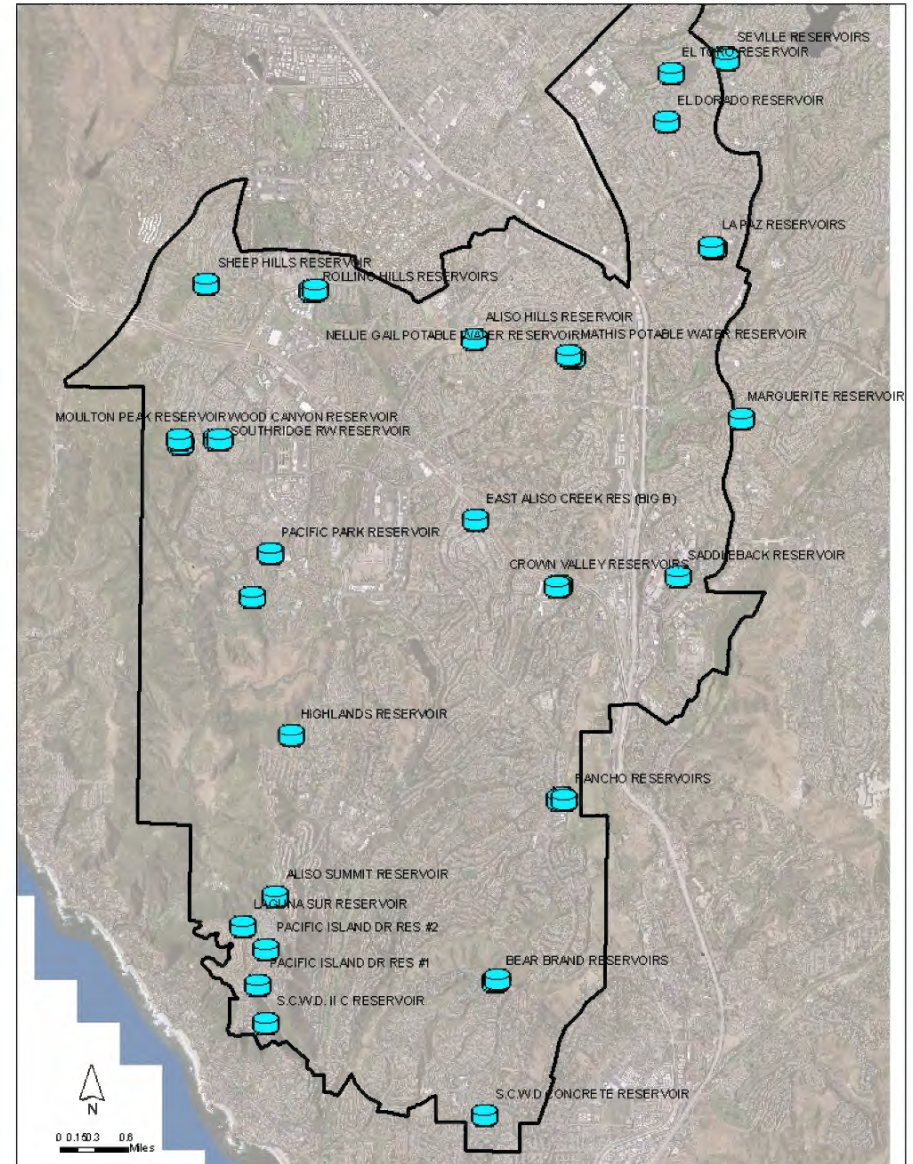 SEVILLE RESERVOIRS
EL TORO RESERVOIR
EL DORADO RESERVOIR
LA PAZ RESERVOIRS
SHEEP HILLS RESERVOIR
ROLLING HILLS RESERVOIRS
ALISO HILLS RESERVOIR
NELLIE GAIL POTABLE WATER RESERVOIR MATHIS POTABLE WATER RESERVOIR
MARGUERITE RESERVOIR
MOULTON PEAK RESERVOIR WOOD CANYON RESERVOIR
SOUTHRIDGE RW RESERVOIR
EAST ALISO CREEK RES (BIG B)
PACIFIC PARK RESERVOIR
SADDLEBACK RESERVOIR
CROWN VALLEY RESERVOIRS
HIGHLANDS RESERVOIR
RANCHO RESERVOIRS
ALISO SUMMIT RESERVOIR
LAGUNA SUR RESERVOIR
PACIFIC ISLAND DR RES #2
PACIFIC ISLAND DR RES #1
BEAR BRAND RESERVOIRS
S.C.W.D. II C RESERVOIR
S.C.W.D CONCRETE RESERVOIR
N
0 0.15 0.3 0.6
Miles